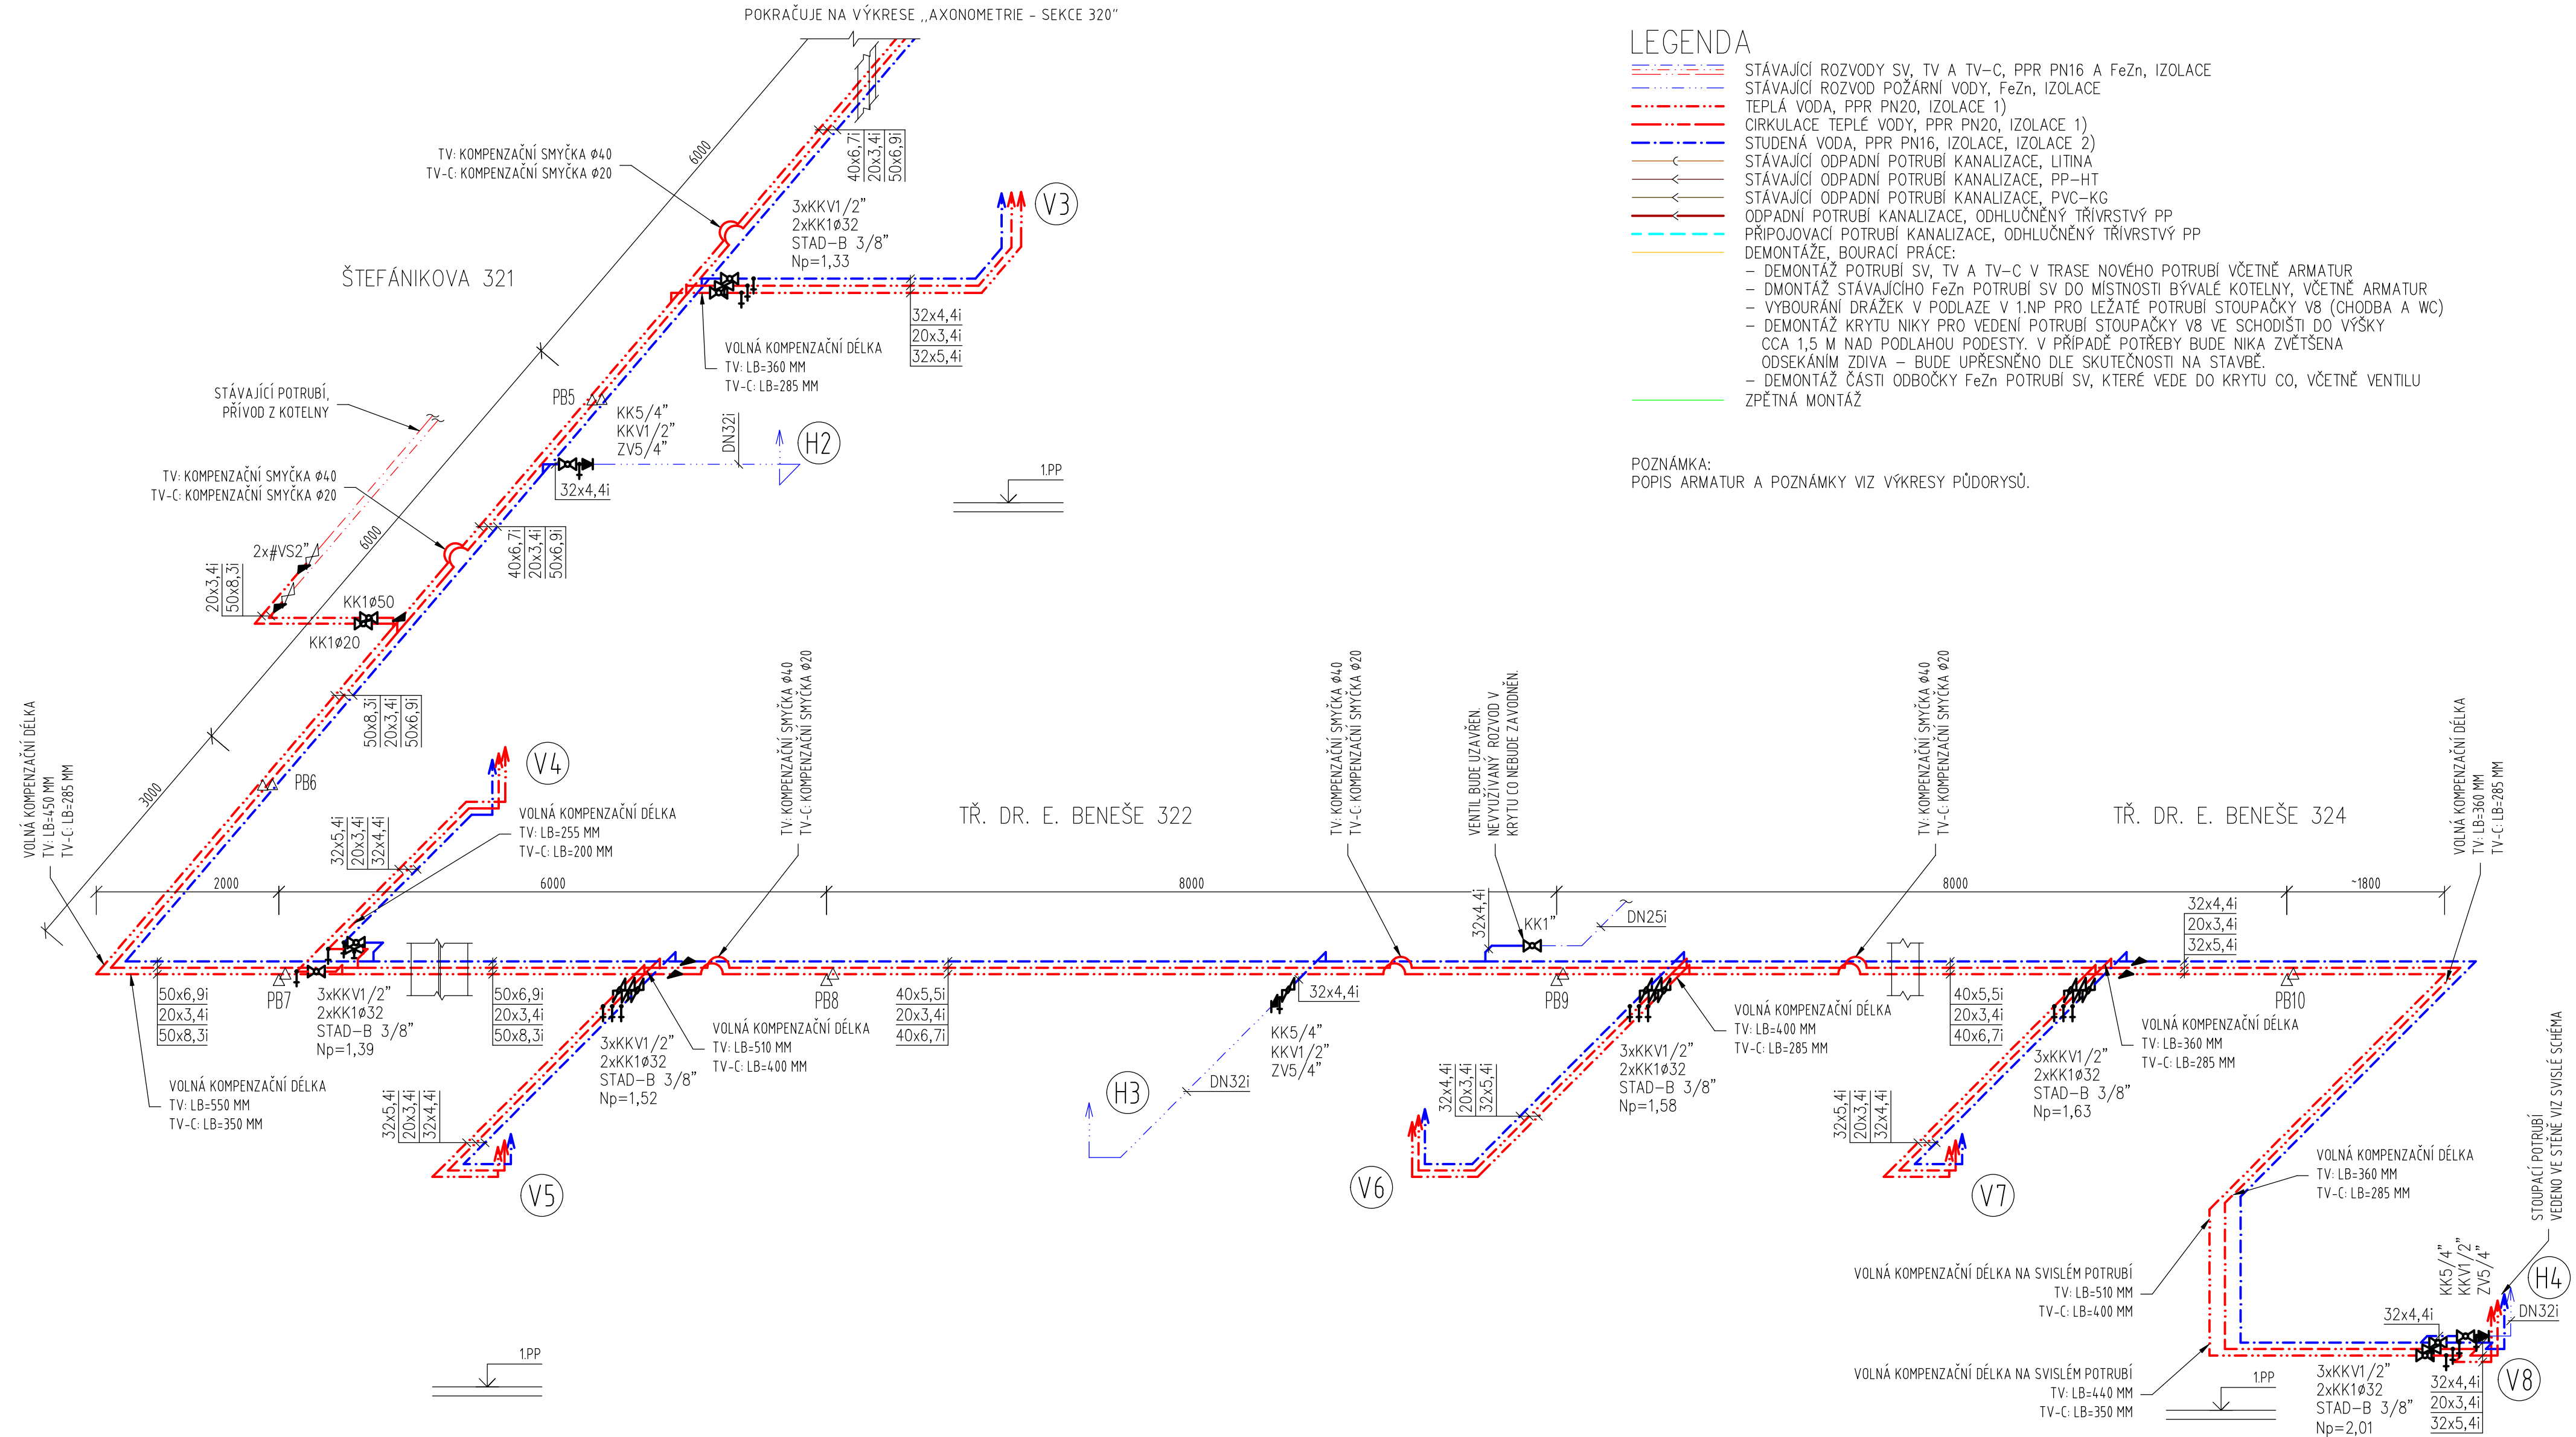 POKRAČUJE NA VÝKRESE „AXONOMETRIE - SEKCE 320"
LEGENDA
STÁVAJÍCÍ ROZVODY SV, TV A TV-C, PPR PN16 A FeZn, IZOLACE
STÁVAJÍCÍ ROZVOD POŽÁRNÍ VODY, FeZn, IZOLACE
TEPLÁ VODA, PPR PN20, IZOLACE 1)
CIRKULACE TEPLÉ VODY, PPR PN20, IZOLACE 1)
STUDENÁ VODA, PPR PN16, IZOLACE, IZOLACE 2)
STÁVAJÍCÍ ODPADNÍ POTRUBÍ KANALIZACE, LITINA
STÁVAJÍCÍ ODPADNÍ POTRUBÍ KANALIZACE, PP-HT
STÁVAJÍCÍ ODPADNÍ POTRUBÍ KANALIZACE, PVC-KG
ODPADNÍ POTRUBÍ KANALIZACE, ODHLUČNĚNÝ TŘÍVRSTVÝ PP
PŘIPOJOVACÍ POTRUBÍ KANALIZACE, ODHLUČNĚNÝ TŘÍVRSTVÝ PP
DEMONTÁŽE, BOURACÍ PRÁCE:
- DEMONTÁŽ POTRUBÍ SV, TV A TV-C V TRASE NOVÉHO POTRUBÍ VČETNĚ ARMATUR
- DMONTÁŽ STÁVAJÍCÍHO FeZn POTRUBÍ SV DO MÍSTNOSTI BÝVALÉ KOTELNY, VČETNĚ ARMATUR
- VYBOURÁNÍ DRÁŽEK V PODLAZE V 1.NP PRO LEŽATÉ POTRUBÍ STOUPAČKY V8 (CHODBA A WC)
- DEMONTÁŽ KRYTU NIKY PRO VEDENÍ POTRUBÍ STOUPAČKY V8 VE SCHODIŠTI DO VÝŠKY
CCA 1,5 M NAD PODLAHOU PODESTY. V PŘÍPADĚ POTŘEBY BUDE NIKA ZVĚTŠENA
ODSEKÁNÍM ZDIVA - BUDE UPŘESNĚNO DLE SKUTEČNOSTI NA STAVBĚ.
- DEMONTÁŽ ČÁSTI ODBOČKY FeZn POTRUBÍ SV, KTERÉ VEDE DO KRYTU CO, VČETNĚ VENTILU
ZPĚTNÁ MONTÁŽ
POZNÁMKA:
POPIS ARMATUR A POZNÁMKY VIZ VÝKRESY PŮDORYSŮ.
TV: KOMPENZAČNÍ SMYČKA ø40
TV-C: KOMPENZAČNÍ SMYČKA ø20
6000
40x6,7i
20x3,4i
50x6,9i
3xKKV1/2"
2xKK1ø32
STAD-B 3/8"
Np=1,33
V3
ŠTEFÁNIKOVA 321
32x4,4i
20x3,4i
32x5,4i
VOLNÁ KOMPENZAČNÍ DÉLKA
TV: LB=360 MM
TV-C: LB=285 MM
STÁVAJÍCÍ POTRUBÍ,
PŘÍVOD Z KOTELNY
PB5
KK5/4"
KKV1/2"
ZV5/4"
DN32i
H2
32x4,4i
1.PP
TV: KOMPENZAČNÍ SMYČKA ø40
TV-C: KOMPENZAČNÍ SMYČKA ø20
6000
40x6,7i
20x3,4i
50x6,9i
2x#VS2"
20x3,4i
50x8,3i
KK1ø50
KK1ø20
50x8,3i
20x3,4i
50x6,9i
3000
PB6
VOLNÁ KOMPENZAČNÍ DÉLKA
TV: LB=450 MM
TV-C: LB=285 MM
V4
VOLNÁ KOMPENZAČNÍ DÉLKA
TV: LB=255 MM
TV-C: LB=200 MM
32x5,4i
20x3,4i
32x4,4i
TV: KOMPENZAČNÍ SMYČKA ø40
TV-C: KOMPENZAČNÍ SMYČKA ø20
TŘ. DR. E. BENEŠE 322
TV: KOMPENZAČNÍ SMYČKA ø40
TV-C: KOMPENZAČNÍ SMYČKA ø20
VENTIL BUDE UZAVŘEN.
NEVYUŽÍVANÝ ROZVOD V
KRYTU CO NEBUDE ZAVODNĚN.
TV: KOMPENZAČNÍ SMYČKA ø40
TV-C: KOMPENZAČNÍ SMYČKA ø20
TŘ. DR. E. BENEŠE 324
VOLNÁ KOMPENZAČNÍ DÉLKA
TV: LB=360 MM
TV-C: LB=285 MM
2000
6000
8000
8000
~1800
32x4,4i
KK1"
DN25i
32x4,4i
20x3,4i
32x5,4i
50x6,9i
20x3,4i
50x8,3i
PB7
3xKKV1/2"
2xKK1ø32
STAD-B 3/8"
Np=1,39
50x6,9i
20x3,4i
50x8,3i
VOLNÁ KOMPENZAČNÍ DÉLKA
TV: LB=550 MM
TV-C: LB=350 MM
3xKKV1/2"
2xKK1ø32
STAD-B 3/8"
Np=1,52
VOLNÁ KOMPENZAČNÍ DÉLKA
TV: LB=510 MM
TV-C: LB=400 MM
PB8
40x5,5i
20x3,4i
40x6,7i
32x5,4i
20x3,4i
32x4,4i
V5
32x4,4i
KK5/4"
KKV1/2"
ZV5/4"
DN32i
H3
PB9
VOLNÁ KOMPENZAČNÍ DÉLKA
TV: LB=400 MM
TV-C: LB=285 MM
3xKKV1/2"
2xKK1ø32
STAD-B 3/8"
Np=1,58
32x4,4i
20x3,4i
32x5,4i
V6
40x5,5i
20x3,4i
40x6,7i
3xKKV1/2"
2xKK1ø32
STAD-B 3/8"
Np=1,63
VOLNÁ KOMPENZAČNÍ DÉLKA
TV: LB=360 MM
TV-C: LB=285 MM
PB10
32x5,4i
20x3,4i
32x4,4i
V7
VOLNÁ KOMPENZAČNÍ DÉLKA
TV: LB=360 MM
TV-C: LB=285 MM
STOUPACÍ POTRUBÍ
VEDENO VE STĚNĚ VIZ SVISLÉ SCHÉMA
VOLNÁ KOMPENZAČNÍ DÉLKA NA SVISLÉM POTRUBÍ
TV: LB=510 MM
TV-C: LB=400 MM
KK5/4"
KKV1/2"
ZV5/4"
H4
DN32i
32x4,4i
1.PP
VOLNÁ KOMPENZAČNÍ DÉLKA NA SVISLÉM POTRUBÍ
TV: LB=440 MM
TV-C: LB=350 MM
1.PP
3xKKV1/2"
2xKK1ø32
STAD-B 3/8"
Np=2,01
32x4,4i
20x3,4i
32x5,4i
V8